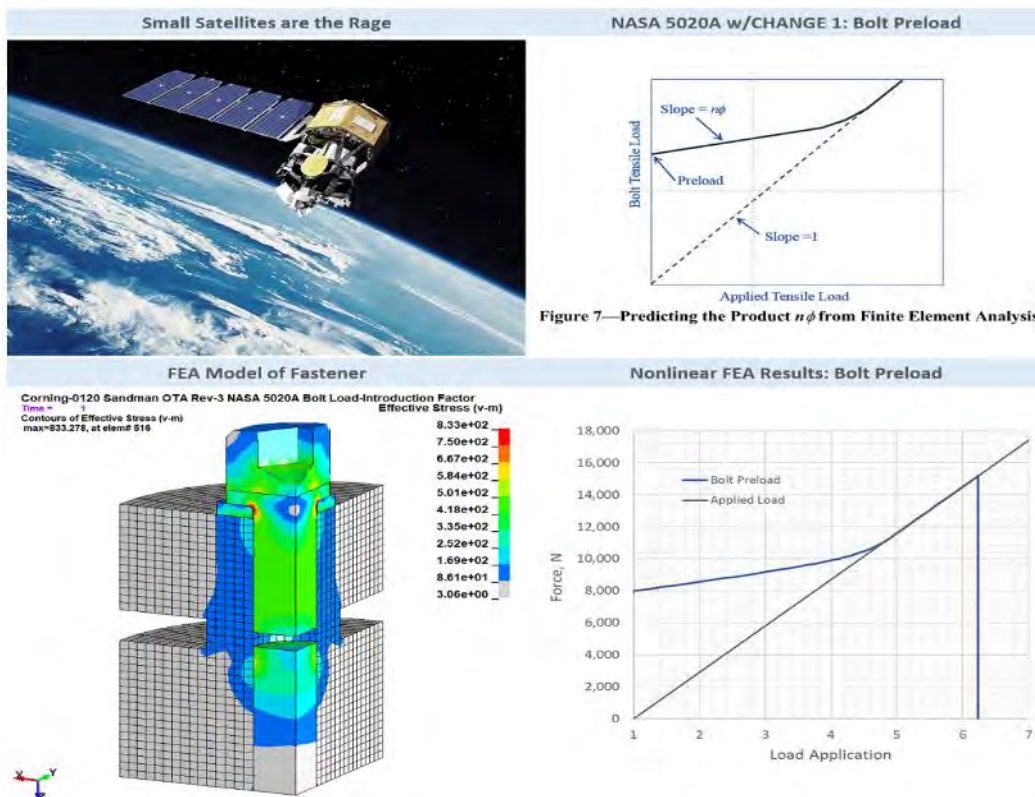 Small Satellites are the Rage
NASA 5020A w/CHANGE 1: Bolt Preload
Bolt Tensile Load
Slope = nϕ
Preload
Slope =1
Applied Tensile Load
Figure 7—Predicting the Product nϕ from Finite Element Analysis
FEA Model of Fastener
Corning-0120 Sandman OTA Rev-3 NASA 5020A Bolt Load-Introduction Factor
Time = 1
Contours of Effective Stress (v-m)
max=833.278, at elem# 516
Effective Stress (v-m)
8.33e+02
7.50e+02
6.67e+02
5.84e+02
5.01e+02
4.18e+02
3.35e+02
2.52e+02
1.69e+02
8.61e+01
3.06e+00
X Y
Nonlinear FEA Results: Bolt Preload
18,000
16,000
14,000
12,000
10,000
8,000
6,000
4,000
2,000
0
Force, N
Bolt Preload
Applied Load
1 2 3 4 5 6 7
Load Application